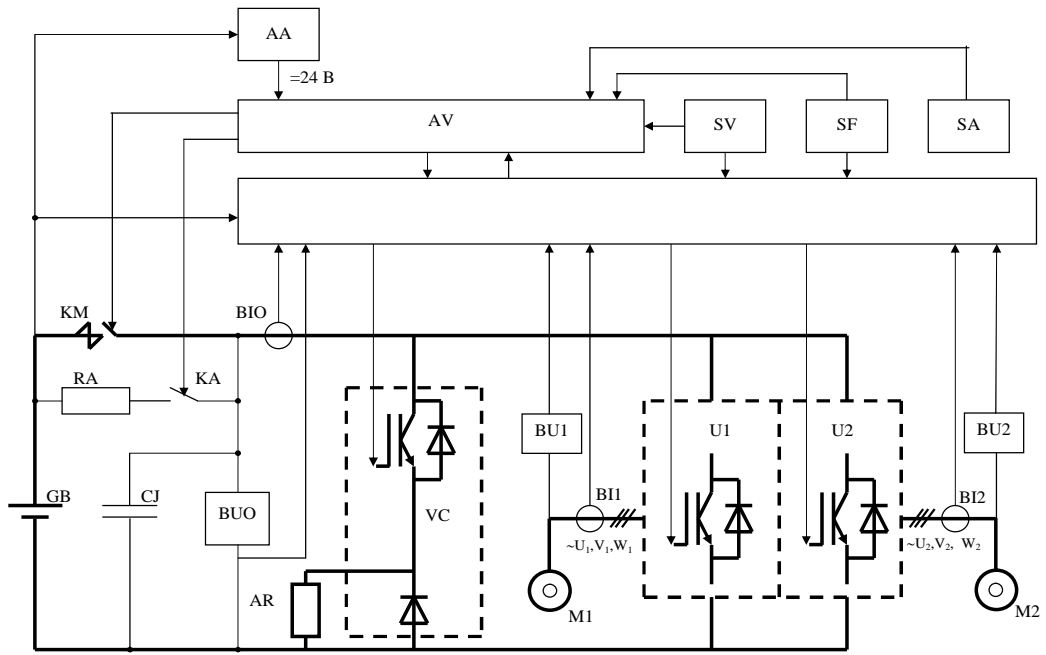 AA
=24 В
AV
SV
SF
SA
KM
BIO
RA
KA
BU1
U1
U2
BU2
GB
CJ
BUO
VC
BI1
BI2
~U₁,V₁,W₁
~U₂,V₂, W₂
AR
M1
M2